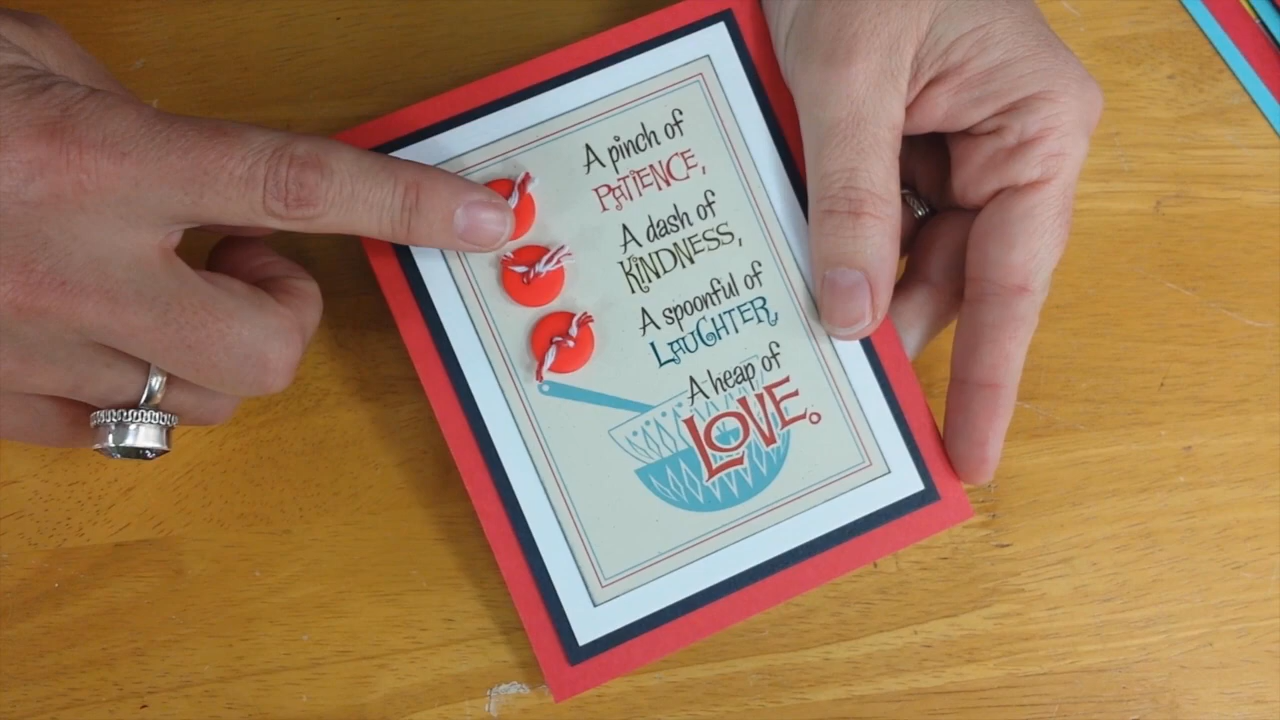 A pinch of
PATIENCE,
A dash of
KINDNESS,
A spoonful of
LAUGHTER
A heap of
LOVE.